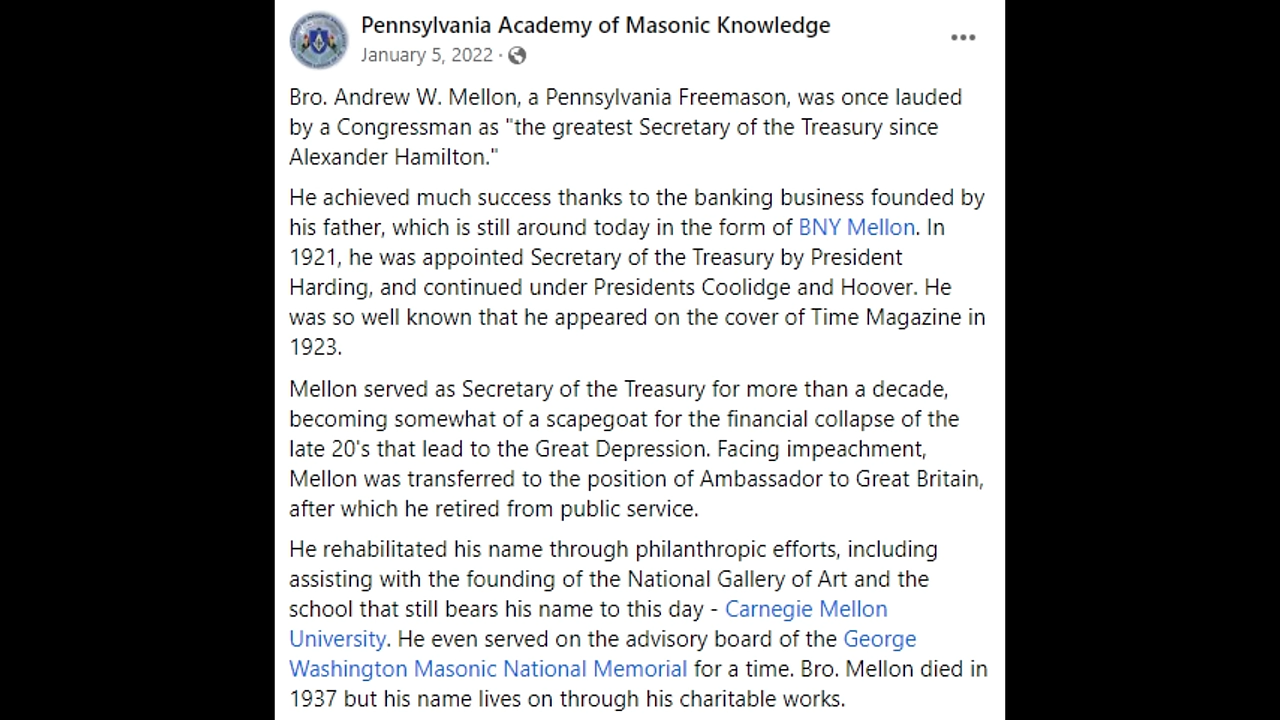 Pennsylvania Academy of Masonic Knowledge
January 5, 2022 ·
Bro. Andrew W. Mellon, a Pennsylvania Freemason, was once lauded
by a Congressman as "the greatest Secretary of the Treasury since
Alexander Hamilton."
He achieved much success thanks to the banking business founded by
his father, which is still around today in the form of BNY Mellon. In
1921, he was appointed Secretary of the Treasury by President
Harding, and continued under Presidents Coolidge and Hoover. He
was so well known that he appeared on the cover of Time Magazine in
1923.
Mellon served as Secretary of the Treasury for more than a decade,
becoming somewhat of a scapegoat for the financial collapse of the
late 20's that lead to the Great Depression. Facing impeachment,
Mellon was transferred to the position of Ambassador to Great Britain,
after which he retired from public service.
He rehabilitated his name through philanthropic efforts, including
assisting with the founding of the National Gallery of Art and the
school that still bears his name to this day - Carnegie Mellon
University. He even served on the advisory board of the George
Washington Masonic National Memorial for a time. Bro. Mellon died in
1937 but his name lives on through his charitable works.